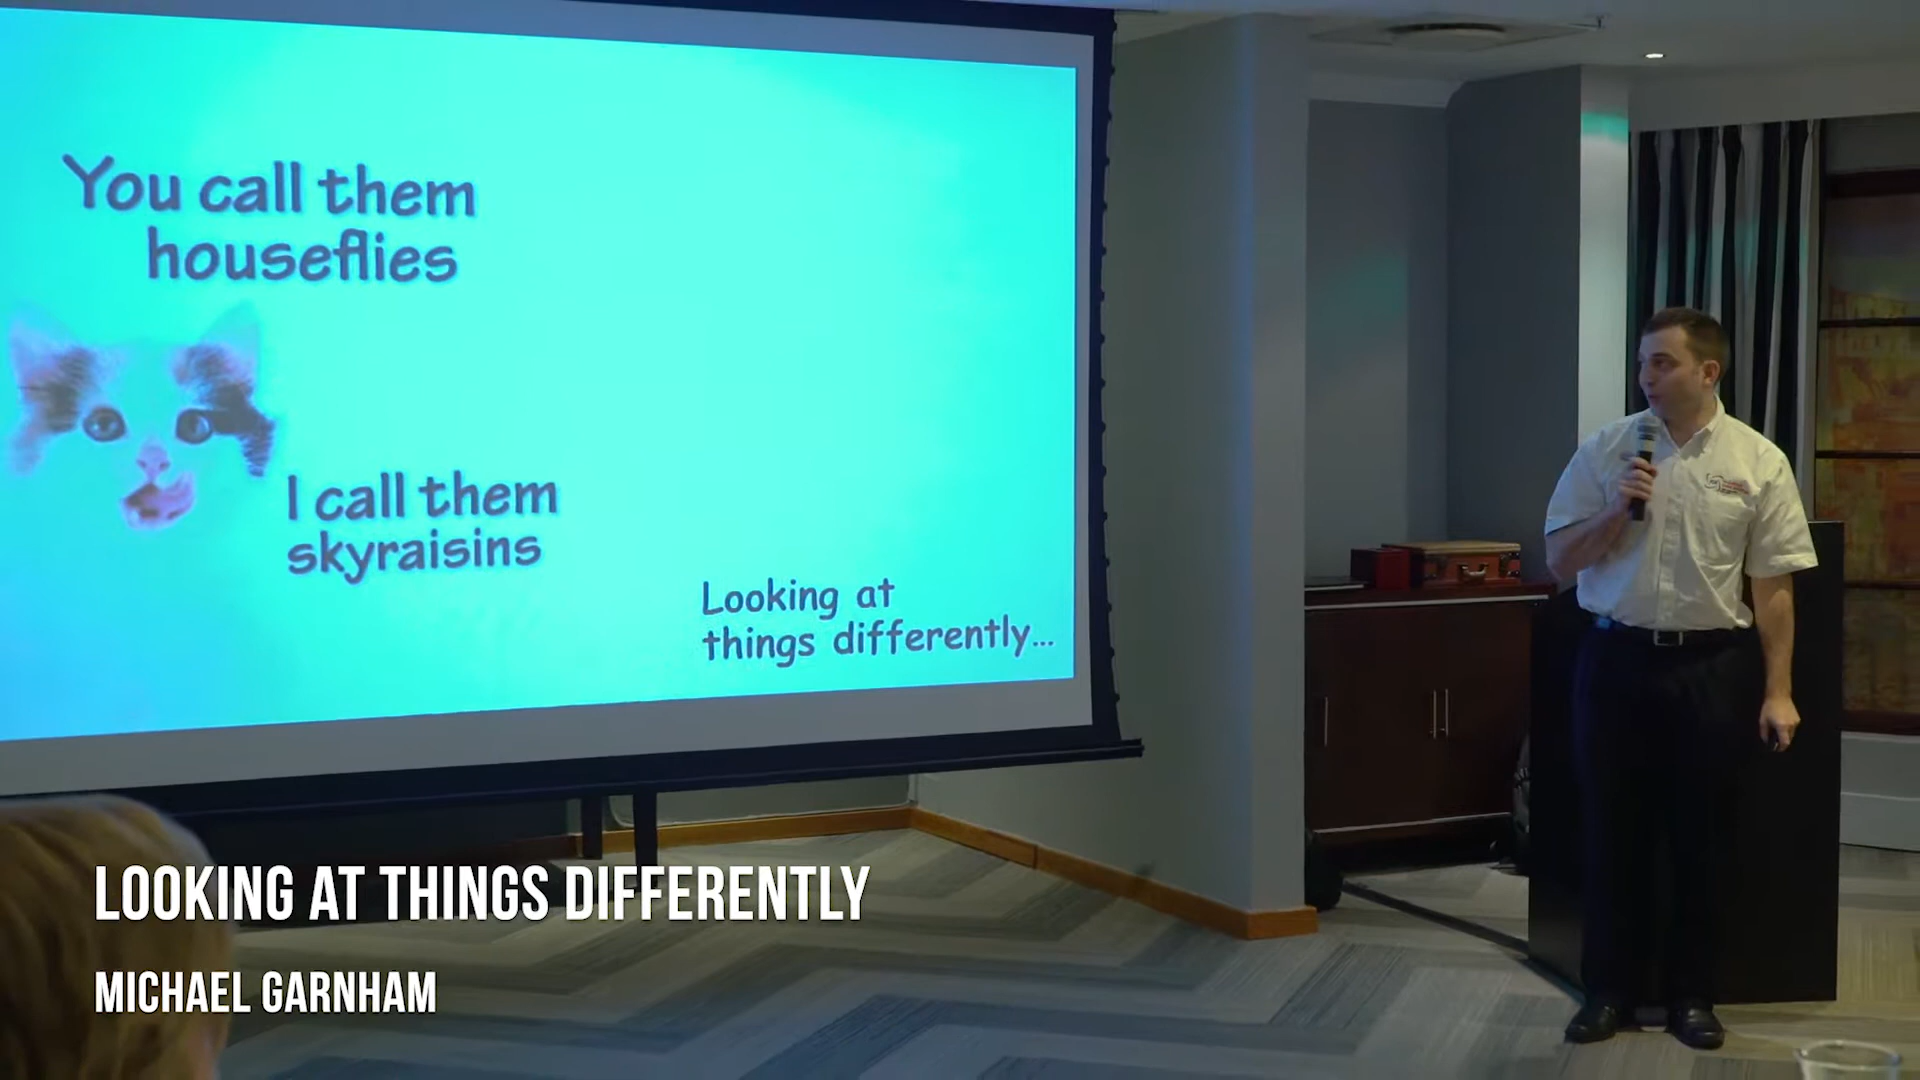 You call them
houseflies
I call them
skyraisins
Looking at
things differently...
LOOKING AT THINGS DIFFERENTLY
MICHAEL GARNHAM